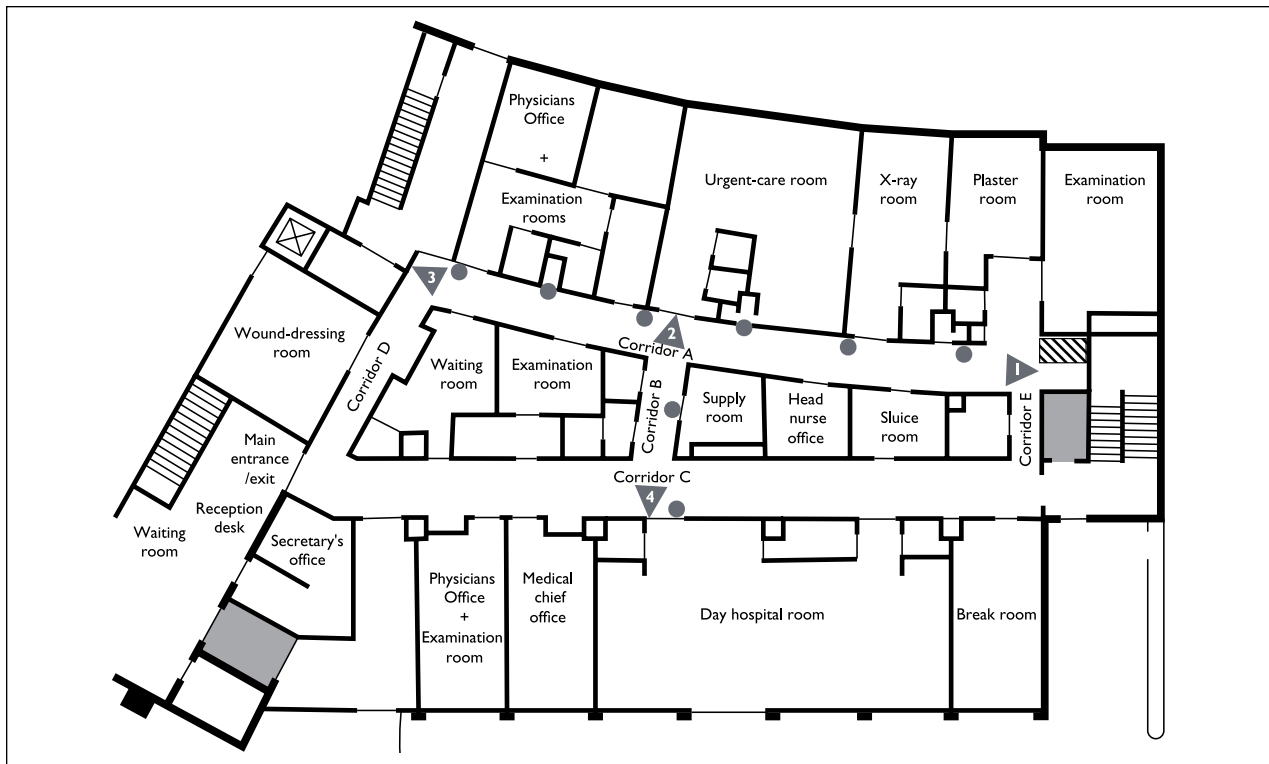 Physicians
Office
+
Examination
rooms
Urgent-care room
X-ray
room
Plaster
room
Examination
room
3
2
1
Wound-dressing
room
Corridor D
Waiting
room
Examination
room
Corridor A
Corridor B
Supply
room
Head
nurse
office
Sluice
room
Corridor E
Main
entrance
/exit
Reception
desk
Waiting
room
Corridor C
4
Secretary's
office
Physicians
Office
+
Examination
room
Medical
chief
office
Day hospital room
Break room